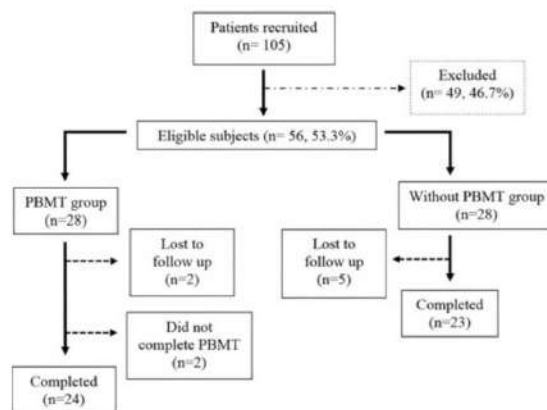 Patients recruited
(n= 105)
Excluded
(n= 49, 46.7%)
Eligible subjects (n= 56, 53.3%)
PBMT group
(n=28)
Without PBMT group
(n=28)
Lost to
follow up
(n=2)
Lost to
follow up
(n=5)
Completed
(n=23)
Did not
complete PBMT
(n=2)
Completed
(n=24)